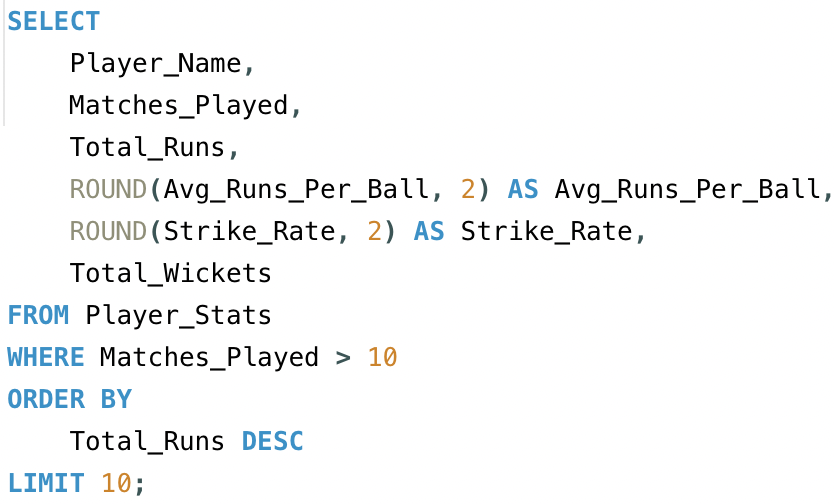 SELECT
    Player_Name,
    Matches_Played,
    Total_Runs,
    ROUND(Avg_Runs_Per_Ball, 2) AS Avg_Runs_Per_Ball,
    ROUND(Strike_Rate, 2) AS Strike_Rate,
    Total_Wickets
FROM Player_Stats
WHERE Matches_Played > 10
ORDER BY
    Total_Runs DESC
LIMIT 10;